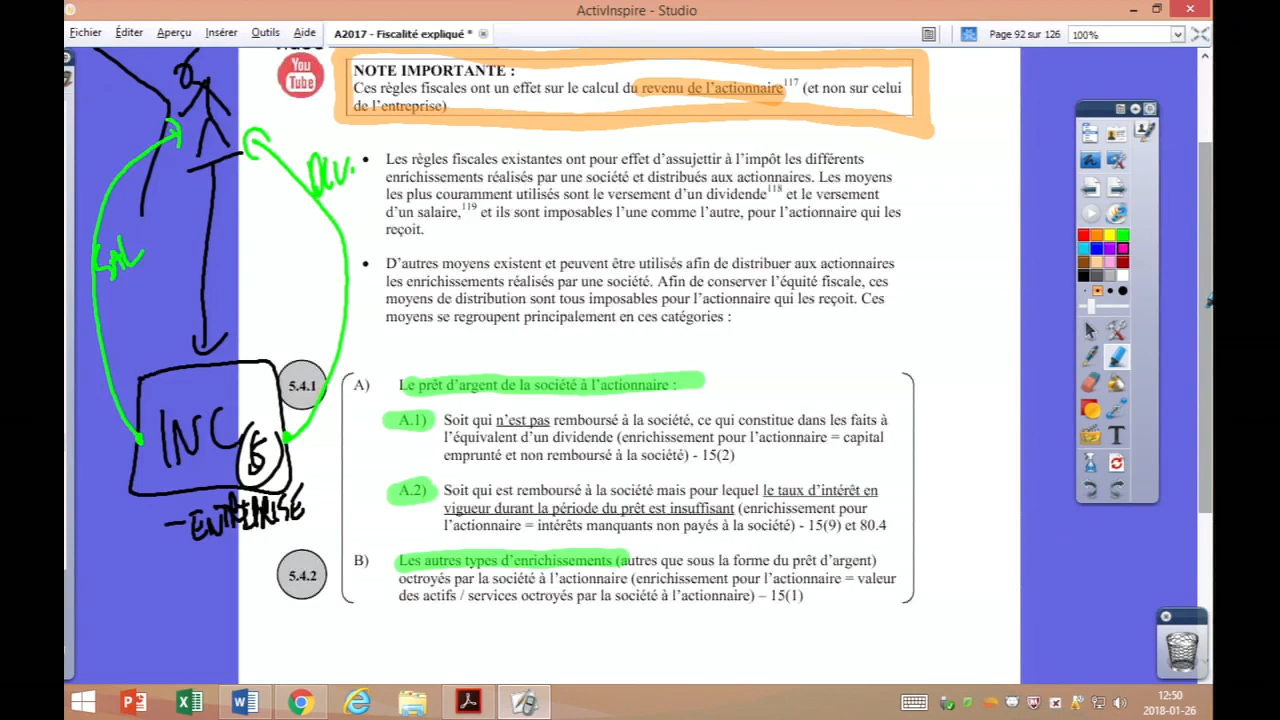 ActivInspire - Studio
Fichier Éditer Aperçu Insérer Outils Aide
A2017 - Fiscalité expliqué *
Page 92 sur 126
100%
You
Tube
NOTE IMPORTANTE :
Ces règles fiscales ont un effet sur le calcul du revenu de l'actionnaire117 (et non sur celui
de l'entreprise)
• Les règles fiscales existantes ont pour effet d'assujettir à l'impôt les différents
enrichissements réalisés par une société et distribués aux actionnaires. Les moyens
les plus couramment utilisés sont le versement d'un dividende118 et le versement
d'un salaire,119 et ils sont imposables l'une comme l'autre, pour l'actionnaire qui les
reçoit.
• D'autres moyens existent et peuvent être utilisés afin de distribuer aux actionnaires
les enrichissements réalisés par une société. Afin de conserver l'équité fiscale, ces
moyens de distribution sont tous imposables pour l'actionnaire qui les reçoit. Ces
moyens se regroupent principalement en ces catégories :
5.4.1
A) Le prêt d'argent de la société à l'actionnaire :
A.1) Soit qui n'est pas remboursé à la société, ce qui constitue dans les faits à
l'équivalent d'un dividende (enrichissement pour l'actionnaire = capital
emprunté et non remboursé à la société) - 15(2)
A.2) Soit qui est remboursé à la société mais pour lequel le taux d'intérêt en
vigueur durant la période du prêt est insuffisant (enrichissement pour
l'actionnaire = intérêts manquants non payés à la société) - 15(9) et 80.4
5.4.2
B) Les autres types d'enrichissements (autres que sous la forme du prêt d'argent)
octroyés par la société à l'actionnaire (enrichissement pour l'actionnaire = valeur
des actifs / services octroyés par la société à l'actionnaire) – 15(1)
DIV.
SAL
INC
$
- ENTREPRISE
12:50
2018-01-26